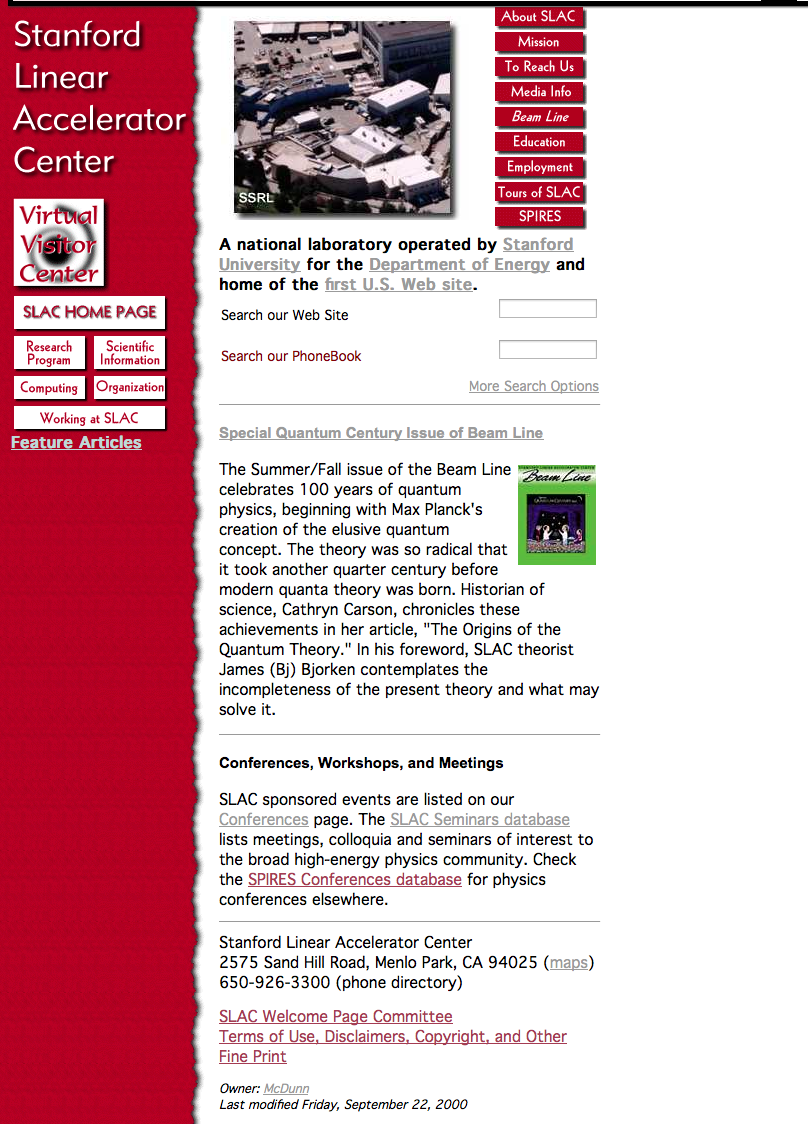 Stanford
Linear
Accelerator
Center
Virtual
Visitor
Center
SLAC HOME PAGE
Research
Program
Scientific
Information
Computing
Organization
Working at SLAC
Feature Articles
SSRL
About SLAC
Mission
To Reach Us
Media Info
Beam Line
Education
Employment
Tours of SLAC
SPIRES
A national laboratory operated by Stanford
University for the Department of Energy and
home of the first U.S. Web site.
Search our Web Site
Search our PhoneBook
More Search Options
Special Quantum Century Issue of Beam Line
The Summer/Fall issue of the Beam Line
celebrates 100 years of quantum
physics, beginning with Max Planck's
creation of the elusive quantum
concept. The theory was so radical that
it took another quarter century before
modern quanta theory was born. Historian of
science, Cathryn Carson, chronicles these
achievements in her article, "The Origins of the
Quantum Theory." In his foreword, SLAC theorist
James (Bj) Bjorken contemplates the
incompleteness of the present theory and what may
solve it.
Beam Line
Conferences, Workshops, and Meetings
SLAC sponsored events are listed on our
Conferences page. The SLAC Seminars database
lists meetings, colloquia and seminars of interest to
the broad high-energy physics community. Check
the SPIRES Conferences database for physics
conferences elsewhere.
Stanford Linear Accelerator Center
2575 Sand Hill Road, Menlo Park, CA 94025 (maps)
650-926-3300 (phone directory)
SLAC Welcome Page Committee
Terms of Use, Disclaimers, Copyright, and Other
Fine Print
Owner: McDunn
Last modified Friday, September 22, 2000